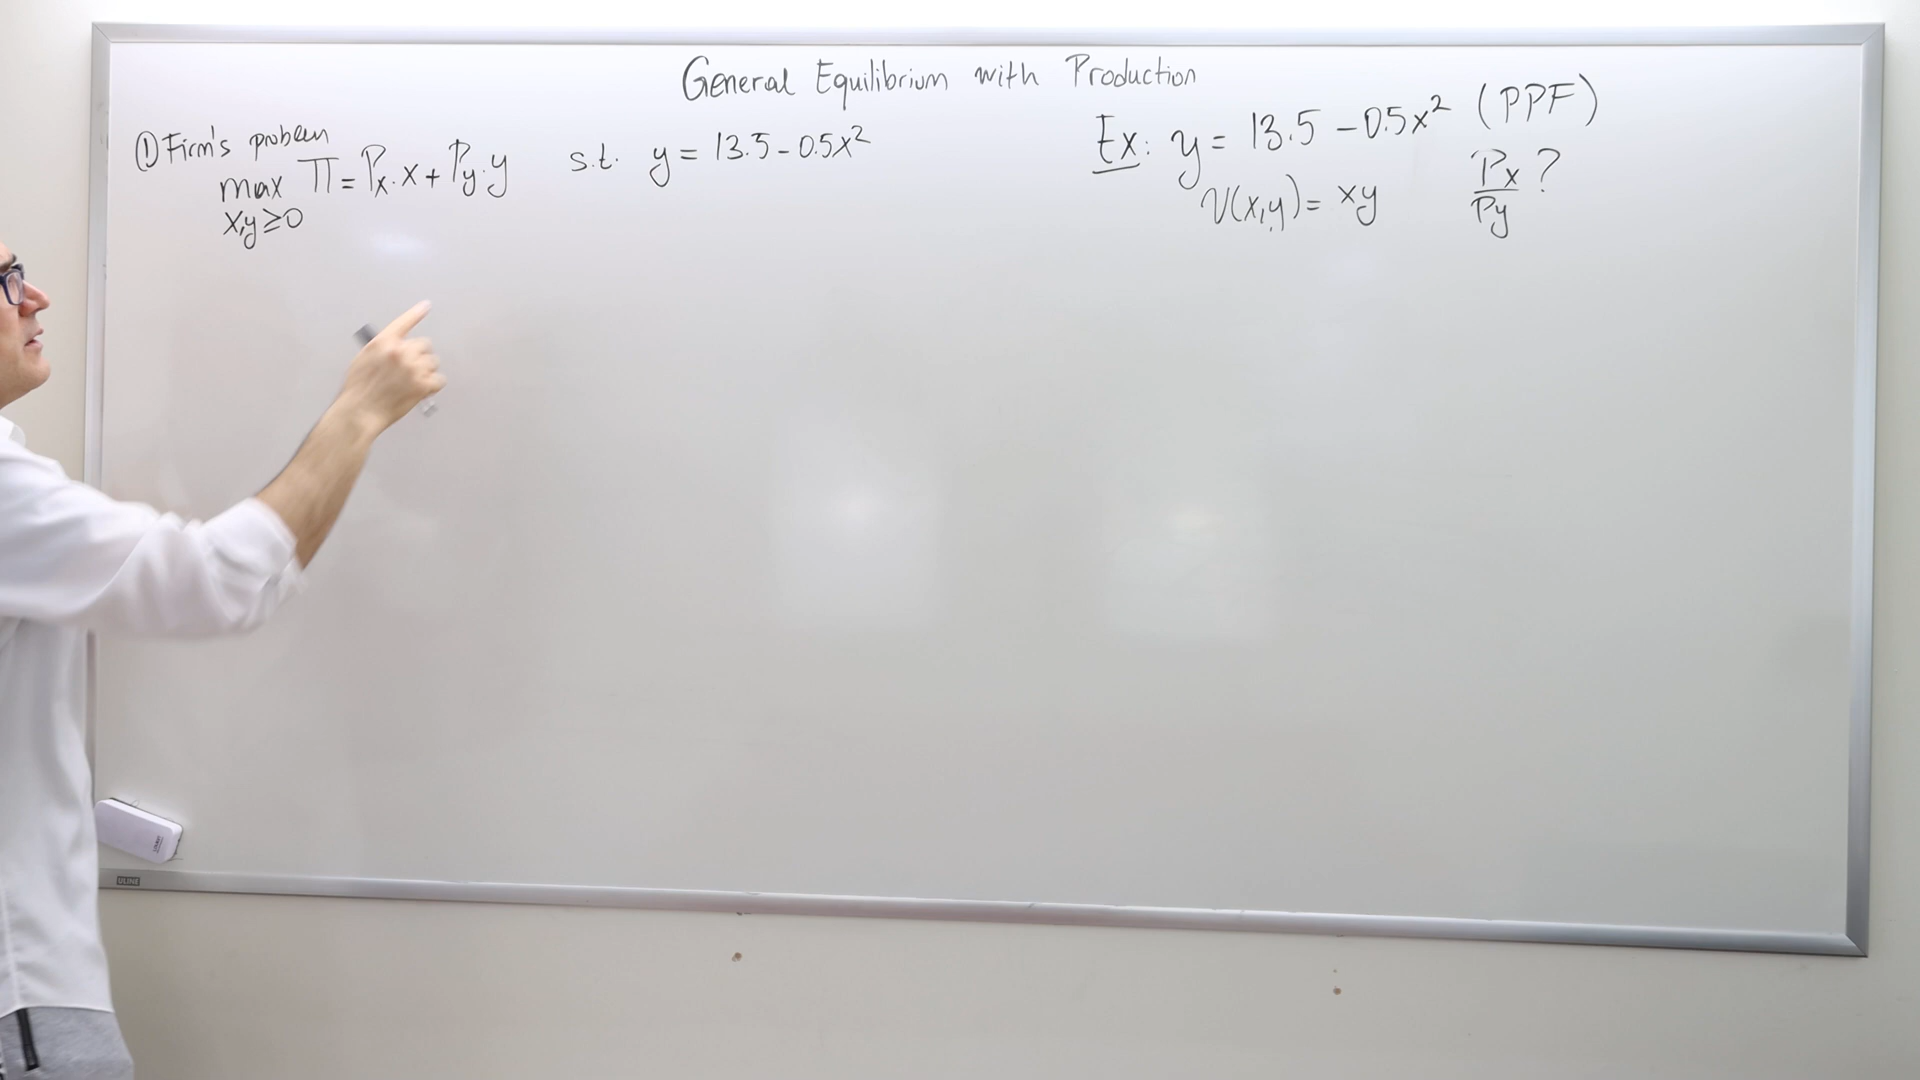 General Equilibrium with Production
① Firm's problem
max Π = Px·x + Py·y s.t. y = 13.5 - 0.5x²
x,y ≥ 0
Ex: y = 13.5 - 0.5x² (PPF)
U(x,y) = xy Px/Py ?
ULINE